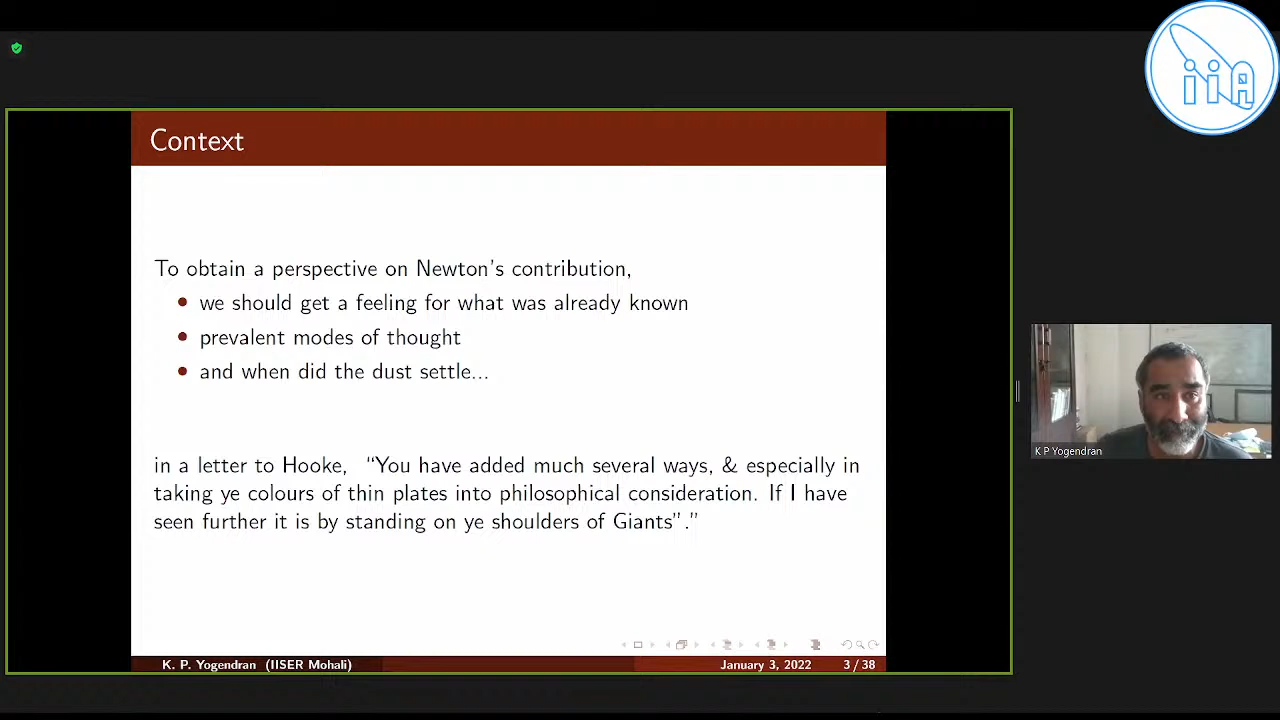 iiA
Context
To obtain a perspective on Newton's contribution,
• we should get a feeling for what was already known
• prevalent modes of thought
• and when did the dust settle...
in a letter to Hooke, “You have added much several ways, & especially in
taking ye colours of thin plates into philosophical consideration. If I have
seen further it is by standing on ye shoulders of Giants”.”
K P Yogendran
K. P. Yogendran (IISER Mohali) January 3, 2022 3 / 38